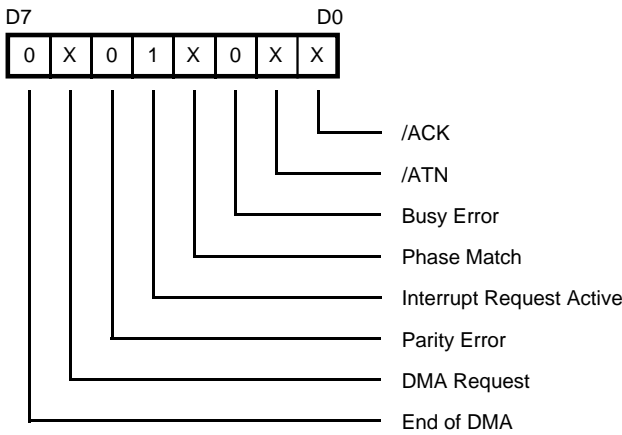 D7 D0
0 X 0 1 X 0 X X
/ACK
/ATN
Busy Error
Phase Match
Interrupt Request Active
Parity Error
DMA Request
End of DMA